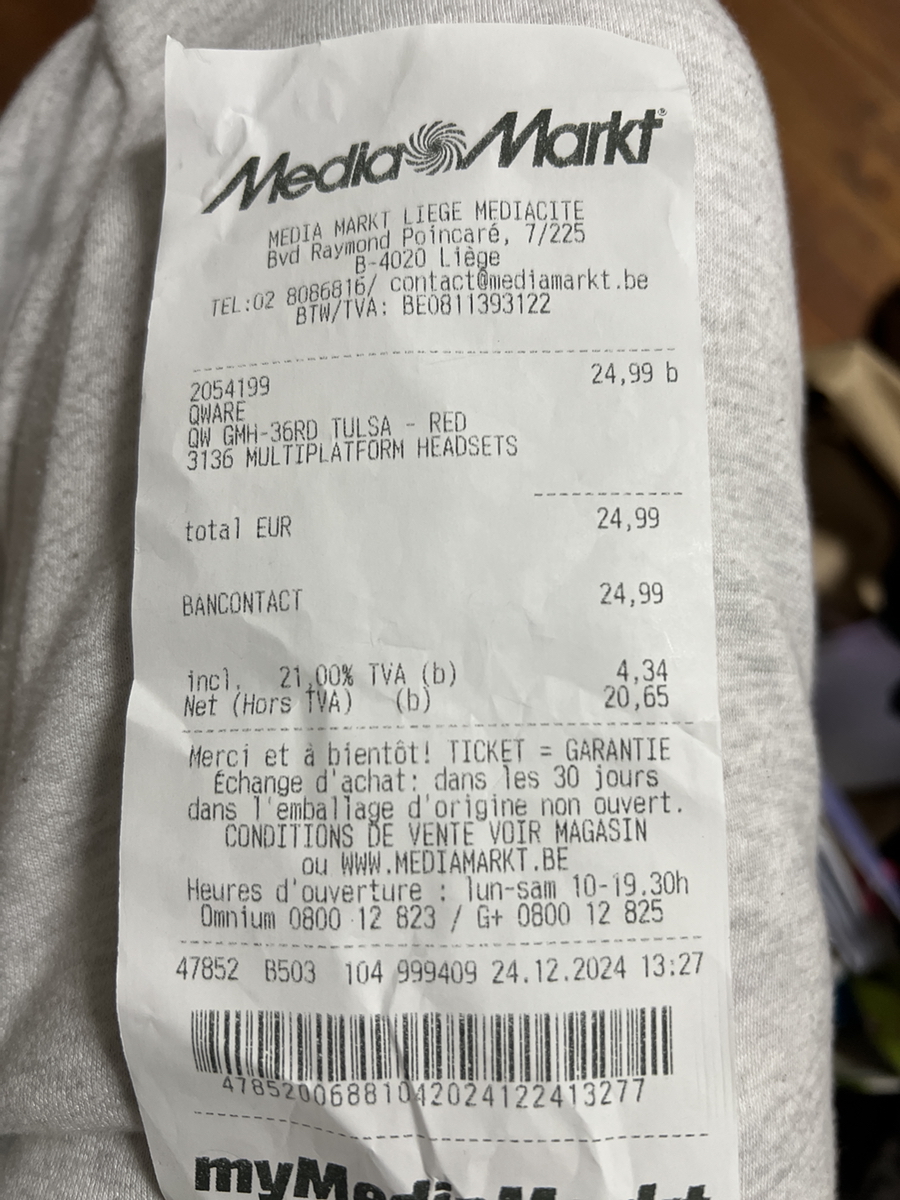 MediaMarkt®
MEDIA MARKT LIEGE MEDIACITE
Bvd Raymond Poincaré, 7/225
B-4020 Liège
TEL:02 8086816/ contact@mediamarkt.be
BTW/TVA: BE0811393122
2054199 24,99 b
QWARE
QW GMH-36RD TULSA - RED
3136 MULTIPLATFORM HEADSETS
total EUR 24,99
BANCONTACT 24,99
incl. 21,00% TVA (b) 4,34
Net (Hors TVA) (b) 20,65
Merci et à bientôt! TICKET = GARANTIE
Échange d'achat: dans les 30 jours
dans l'emballage d'origine non ouvert.
CONDITIONS DE VENTE VOIR MAGASIN
ou WWW.MEDIAMARKT.BE
Heures d'ouverture : lun-sam 10-19.30h
Omnium 0800 12 823 / G+ 0800 12 825
47852 B503 104 999409 24.12.2024 13:27
47852006881042024122413277
myMediaMarkt